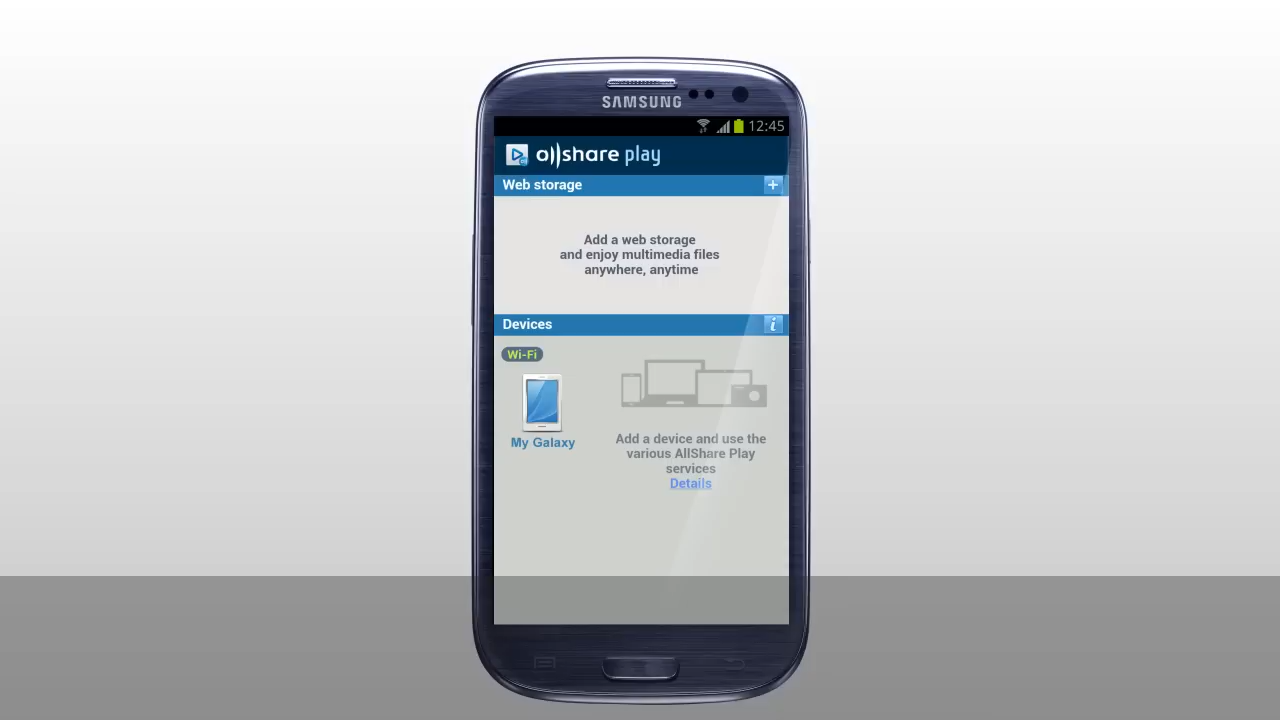 SAMSUNG
12:45
allshare play
Web storage
+
Add a web storage
and enjoy multimedia files
anywhere, anytime
Devices
i
Wi-Fi
My Galaxy
Add a device and use the
various AllShare Play
services
Details